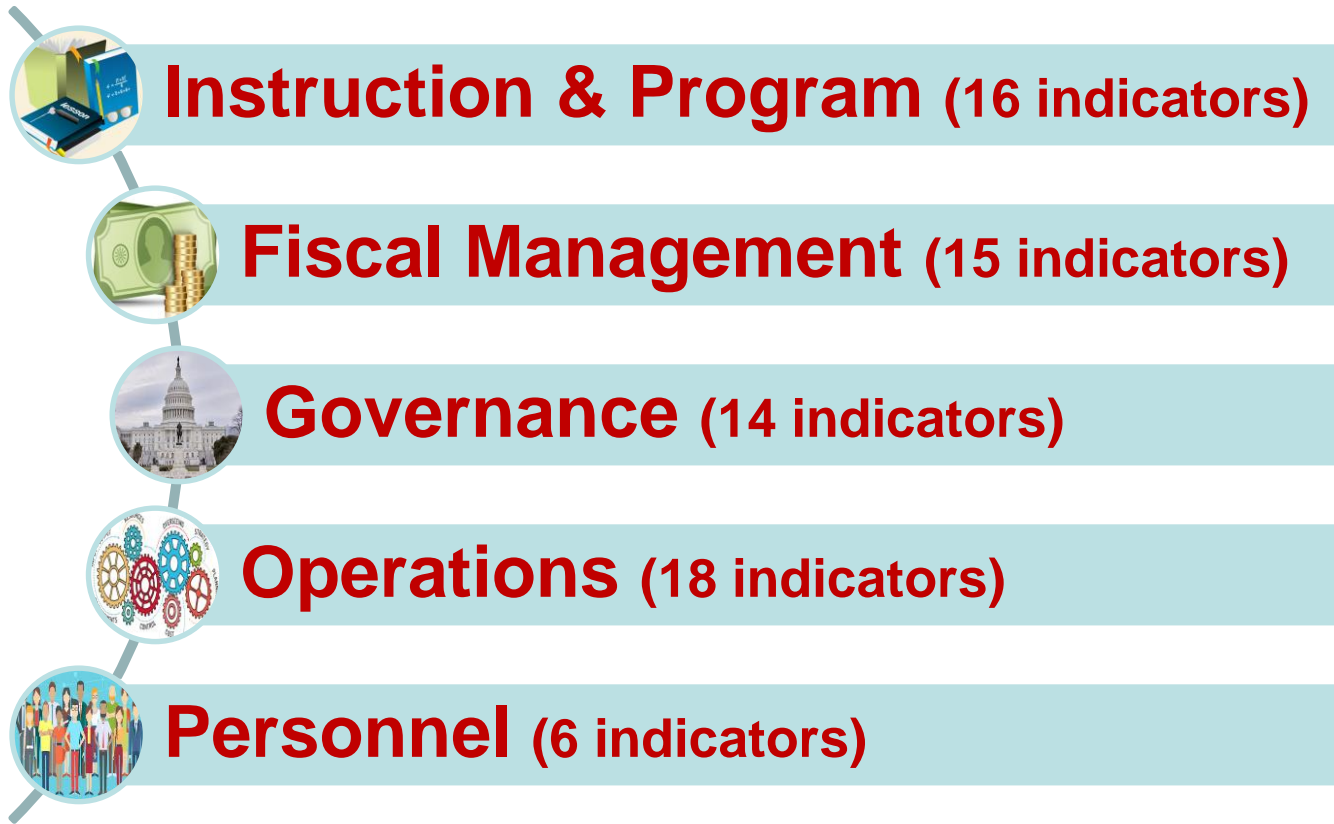 Instruction & Program (16 indicators)
Fiscal Management (15 indicators)
Governance (14 indicators)
Operations (18 indicators)
Personnel (6 indicators)